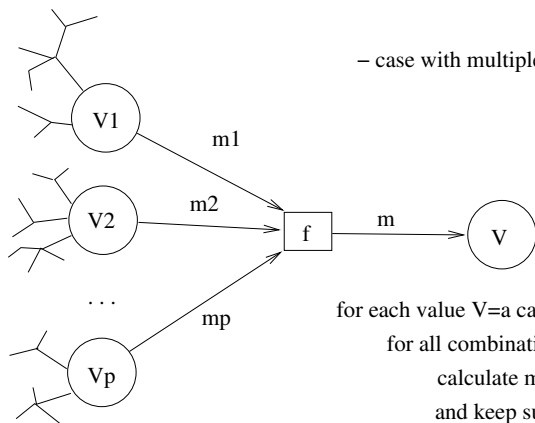 – case with multiple
V1
m1
V2
m2
f
m
V
. . .
mp
for each value V=a ca
for all combinati
Vp
calculate m
and keep su